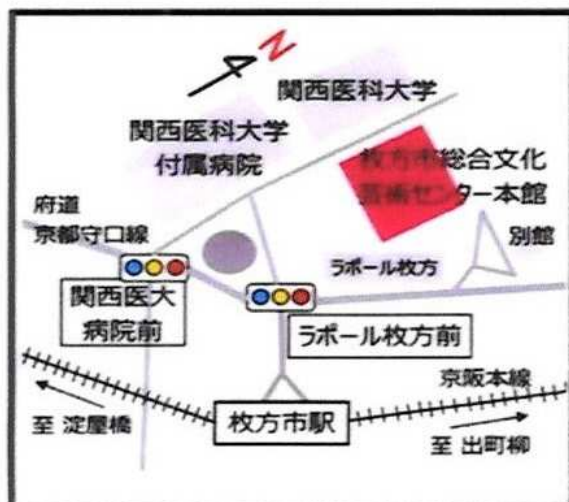 N
関西医科大学
関西医科大学
付属病院
枚方市総合文化
芸術センター本館
府道
京都守口線
別館
ラポール枚方
関西医大
病院前
ラポール枚方前
京阪本線
枚方市駅
至 淀屋橋
至 出町柳